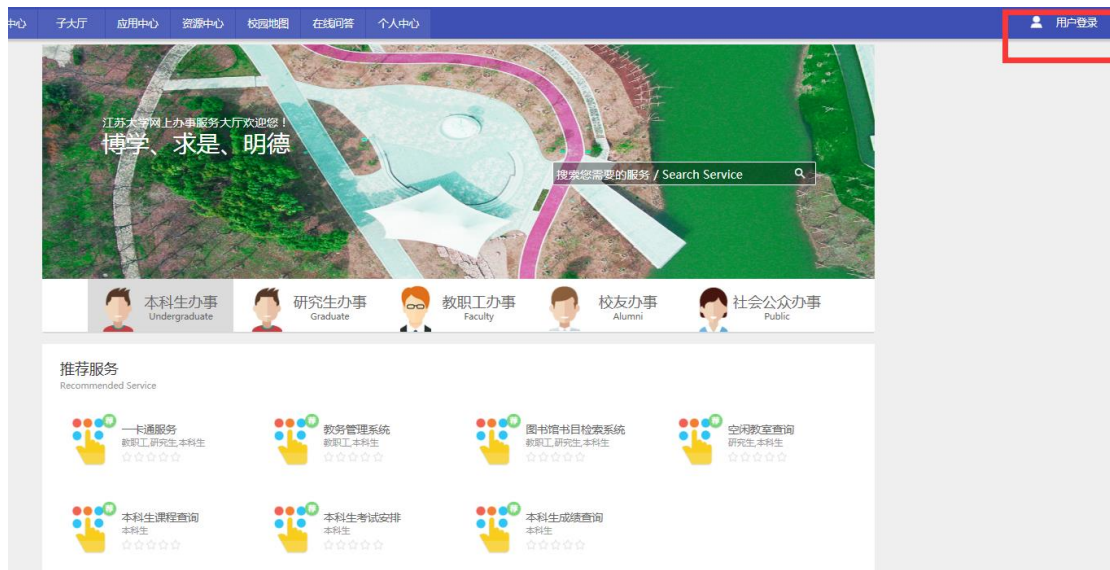 中心 子大厅 应用中心 资源中心 校园地图 在线问答 个人中心 用户登录
江苏大学网上办事服务大厅欢迎您！
博学、求是、明德
搜索您需要的服务 / Search Service
本科生办事 研究生办事 教职工办事 校友办事 社会公众办事
Undergraduate Graduate Faculty Alumni Public
推荐服务
Recommended Service
一卡通服务 教务管理系统 图书馆书目检索系统 空闲教室查询
教职工,研究生,本科生 教职工,本科生 教职工,研究生,本科生 研究生,本科生
本科生课程查询 本科生考试安排 本科生成绩查询
本科生 本科生 本科生